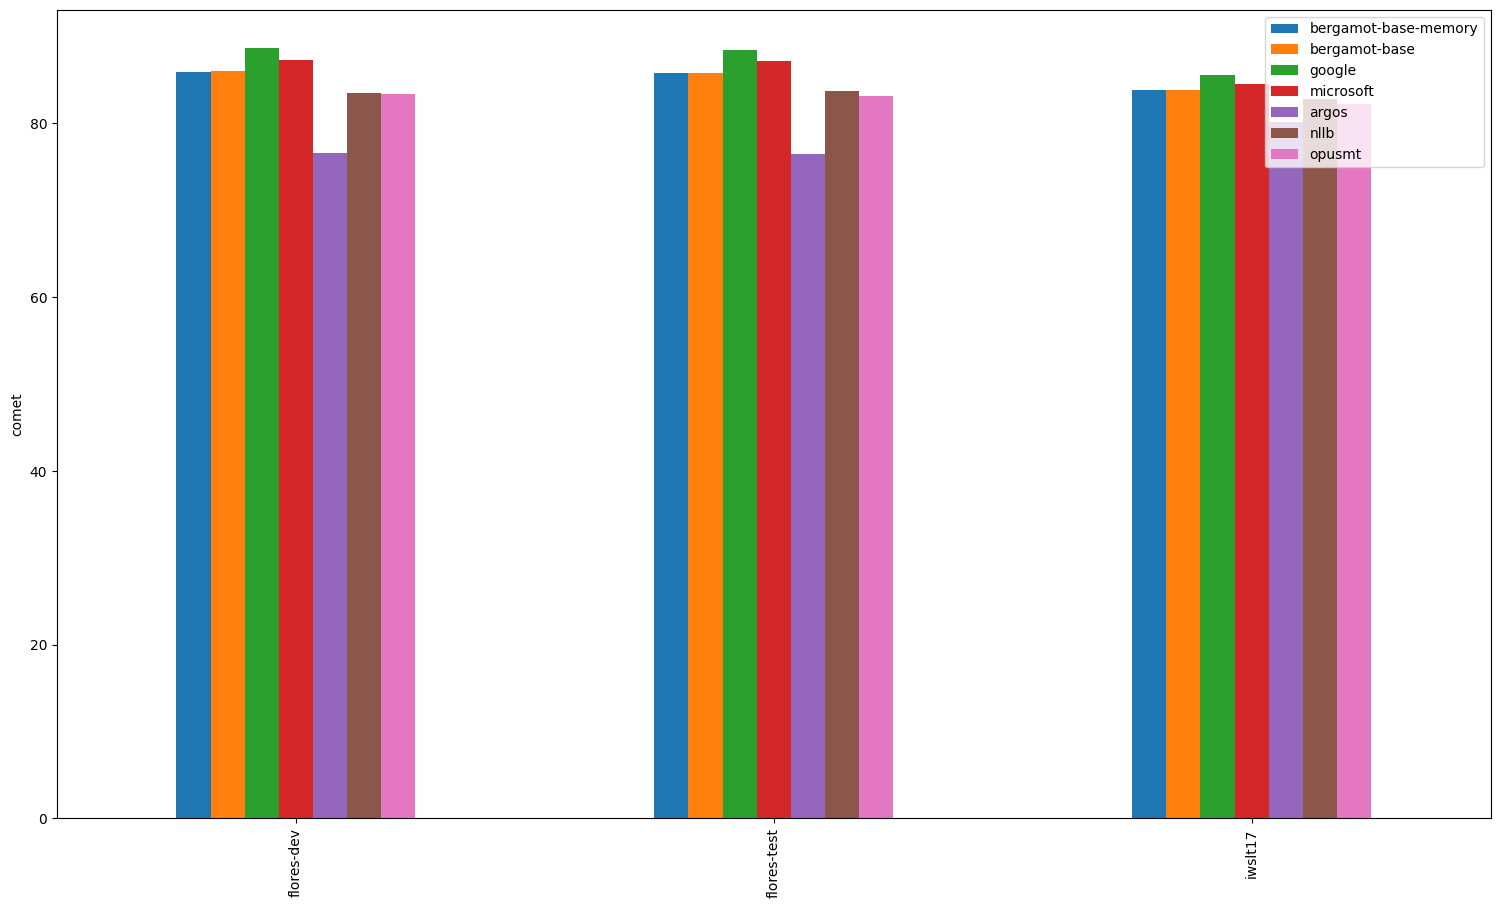 bergamot-base-memory
bergamot-base
google
microsoft
argos
nllb
opusmt
comet
80
60
40
20
0
flores-dev
flores-test
iwslt17